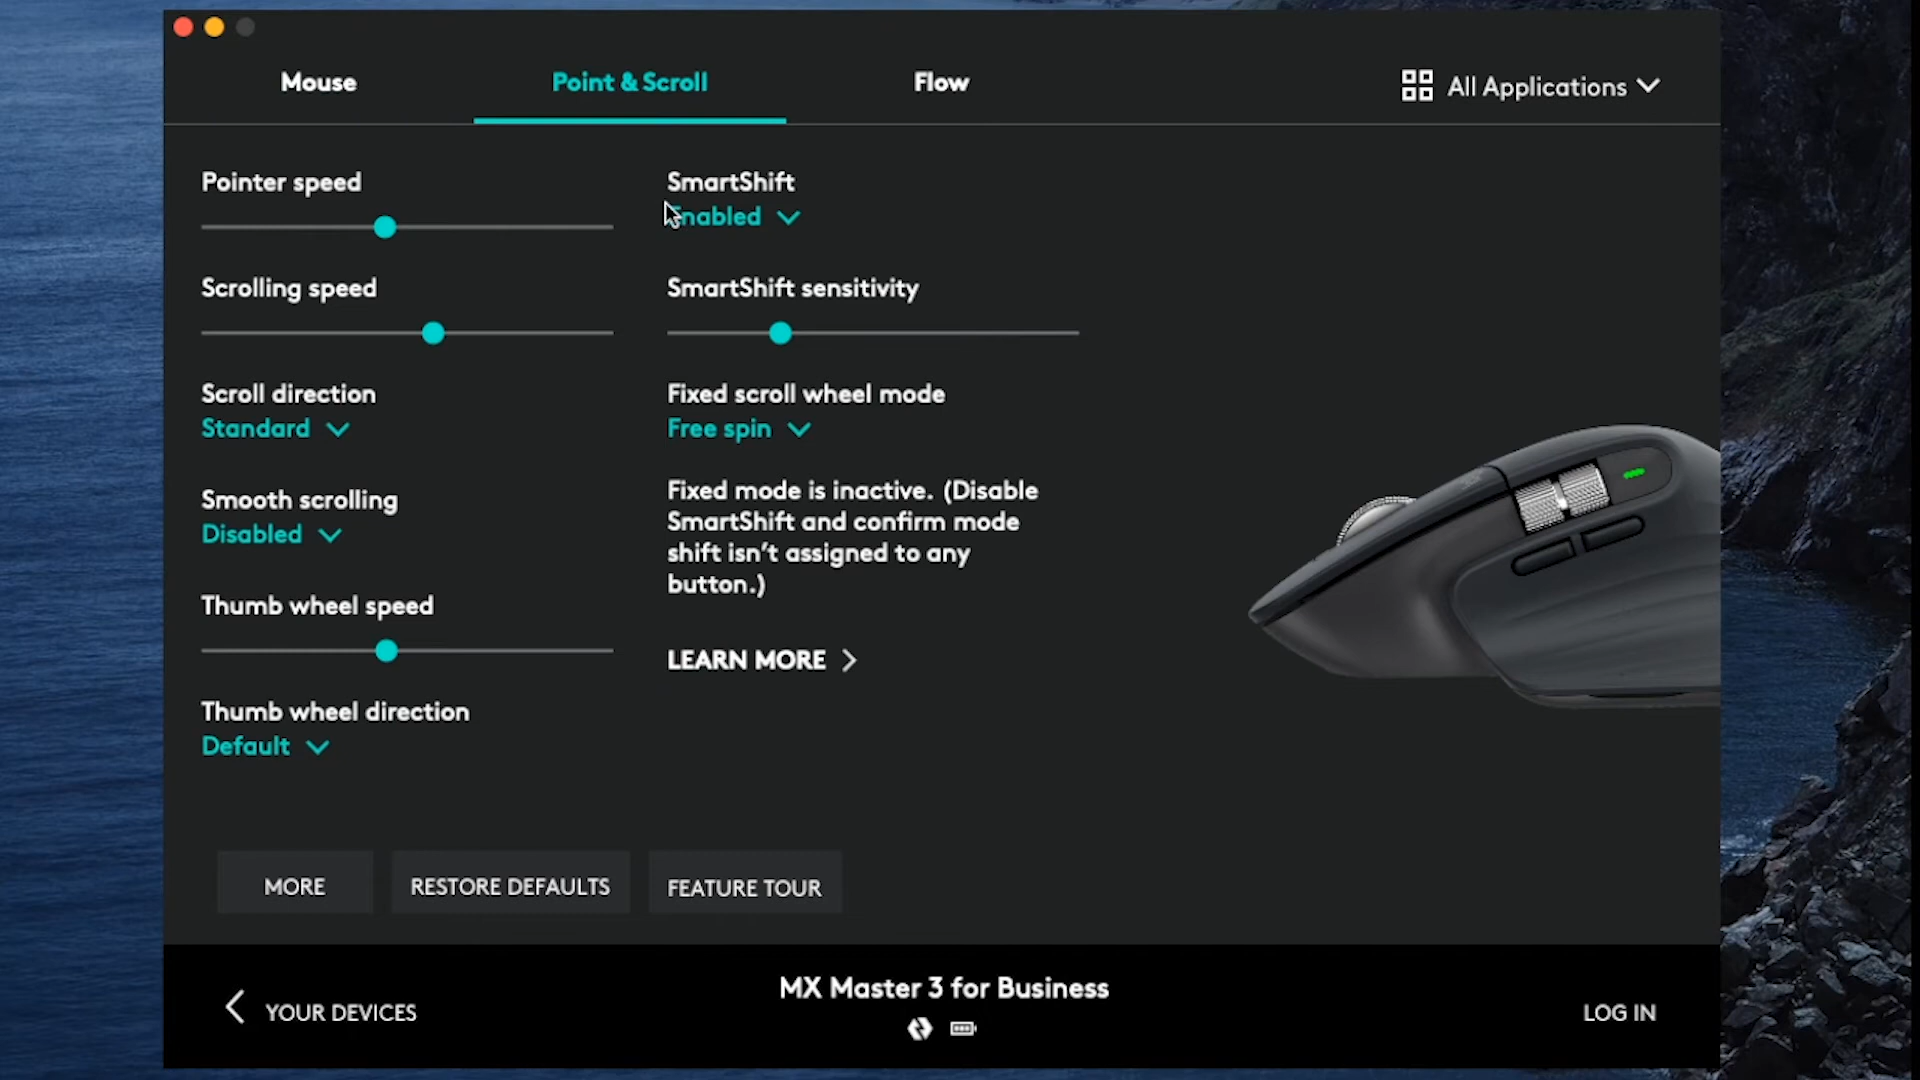 Mouse
Point & Scroll
Flow
All Applications
Pointer speed
SmartShift
Enabled
Scrolling speed
SmartShift sensitivity
Scroll direction
Standard
Fixed scroll wheel mode
Free spin
Smooth scrolling
Disabled
Fixed mode is inactive. (Disable
SmartShift and confirm mode
shift isn't assigned to any
button.)
Thumb wheel speed
LEARN MORE
Thumb wheel direction
Default
MORE
RESTORE DEFAULTS
FEATURE TOUR
YOUR DEVICES
MX Master 3 for Business
LOG IN